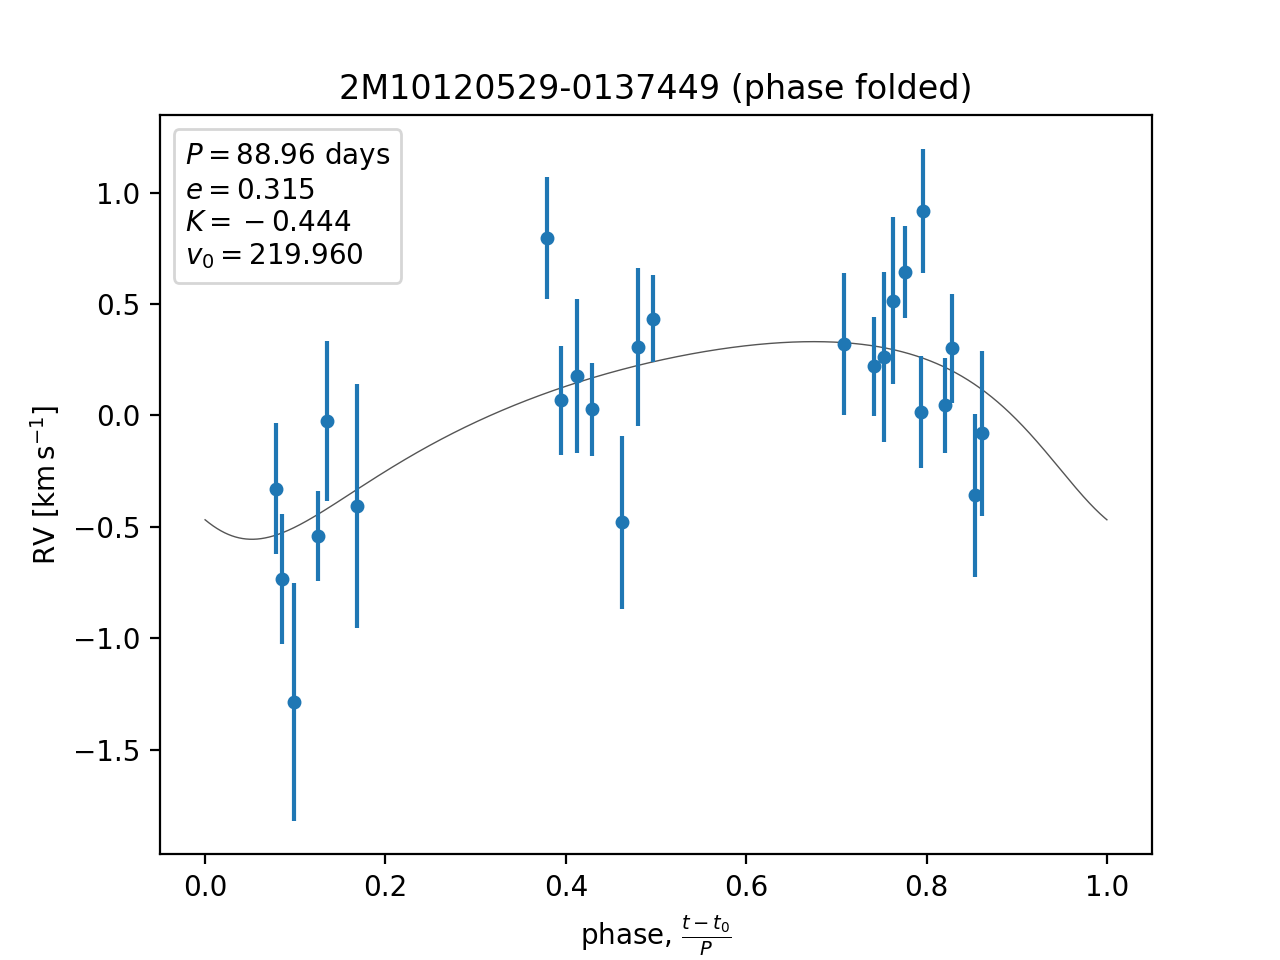 2M10120529-0137449 (phase folded)
P = 88.96 days
e = 0.315
K = −0.444
v₀ = 219.960
1.0
0.5
0.0
−0.5
−1.0
−1.5
RV [km s⁻¹]
0.0 0.2 0.4 0.6 0.8 1.0
phase, (t − t₀)/P